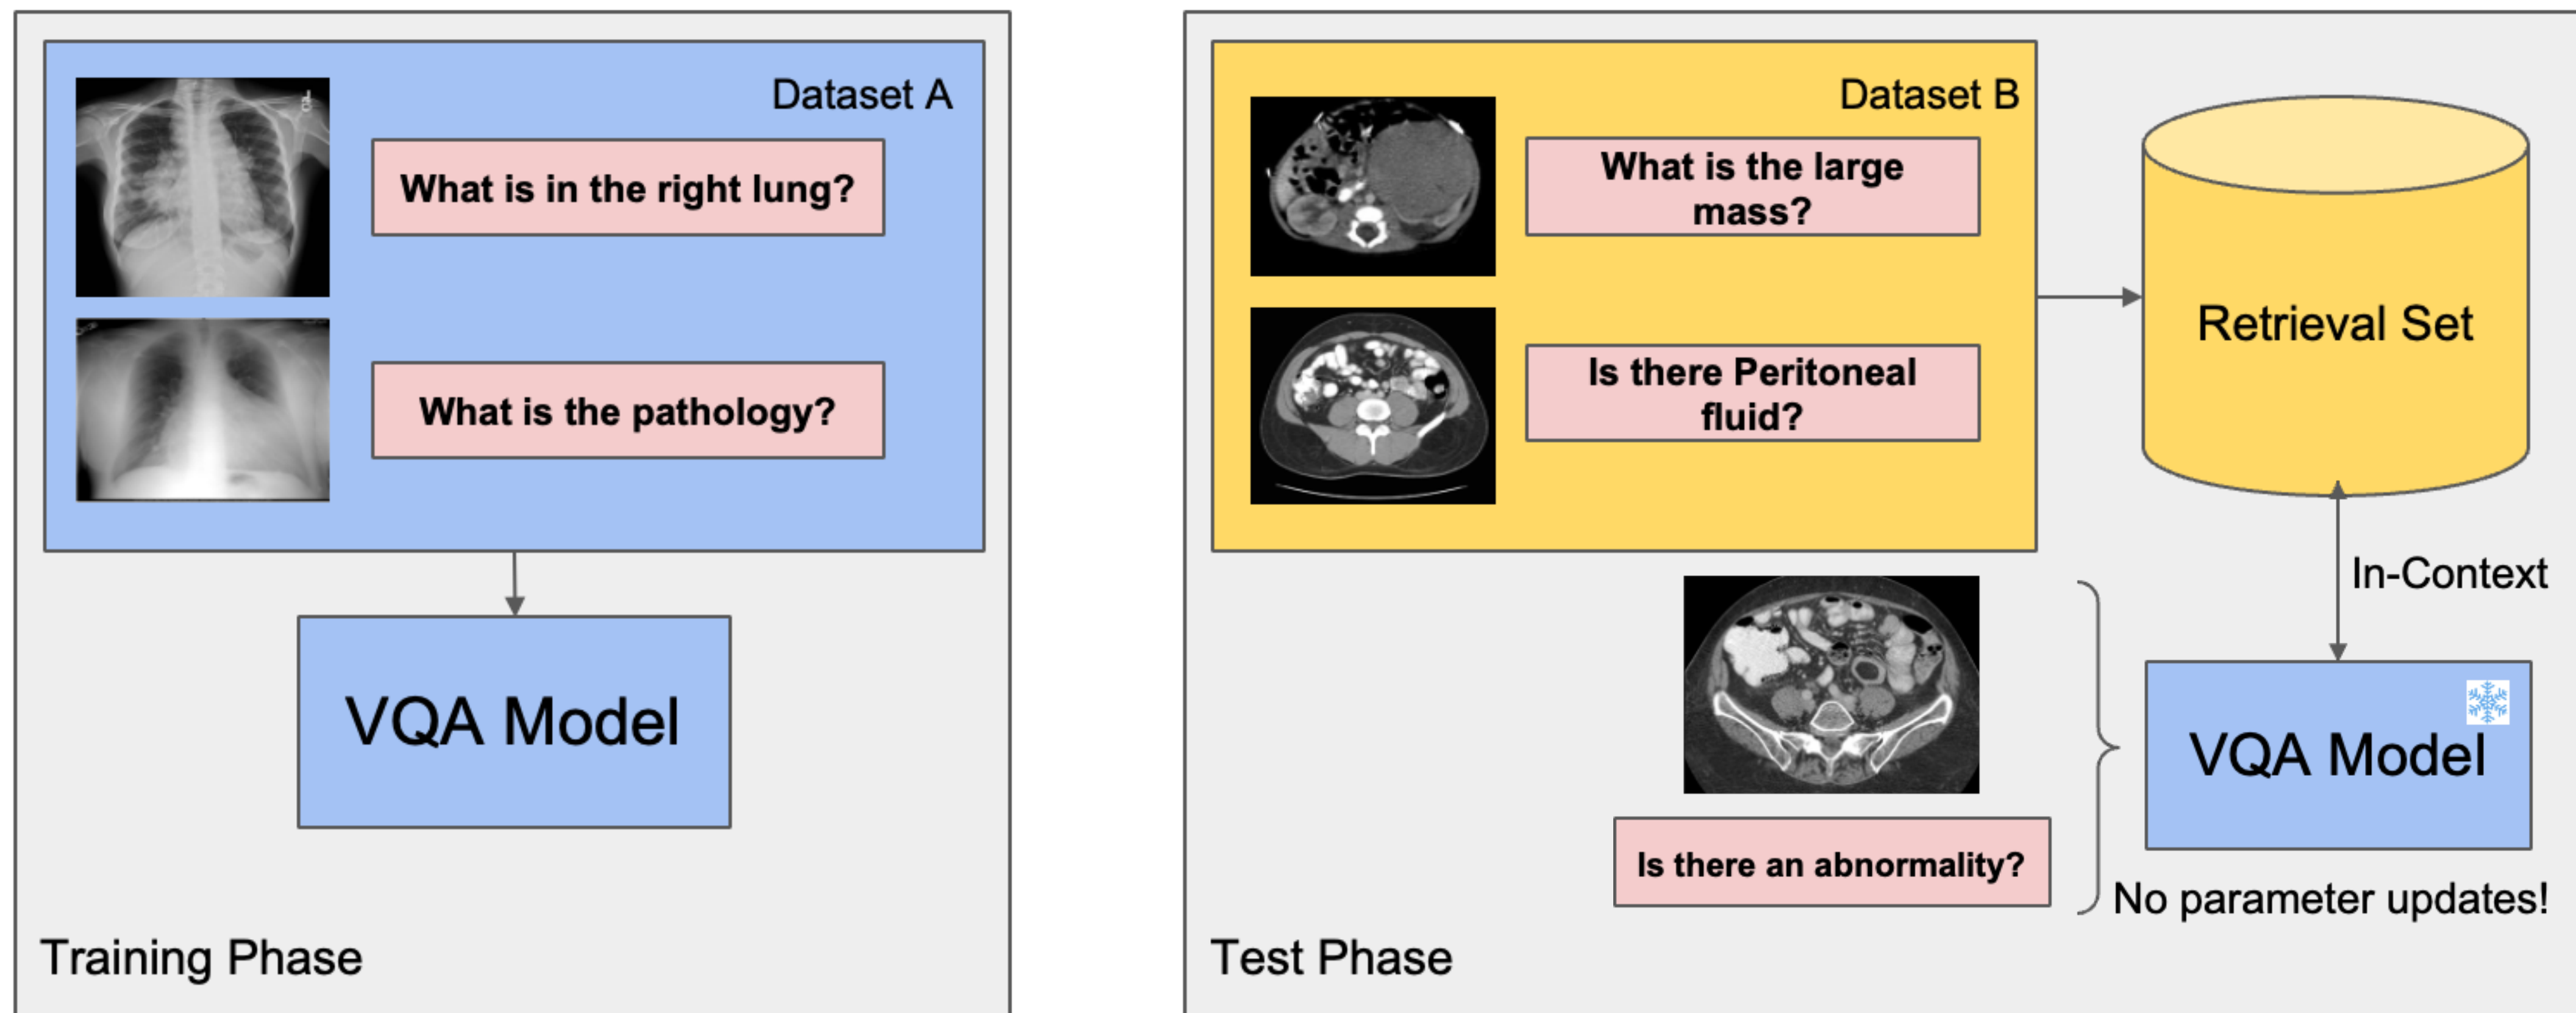 Dataset A
What is in the right lung?
What is the pathology?
VQA Model
Training Phase
Dataset B
What is the large
mass?
Is there Peritoneal
fluid?
Retrieval Set
In-Context
Is there an abnormality?
VQA Model
No parameter updates!
Test Phase